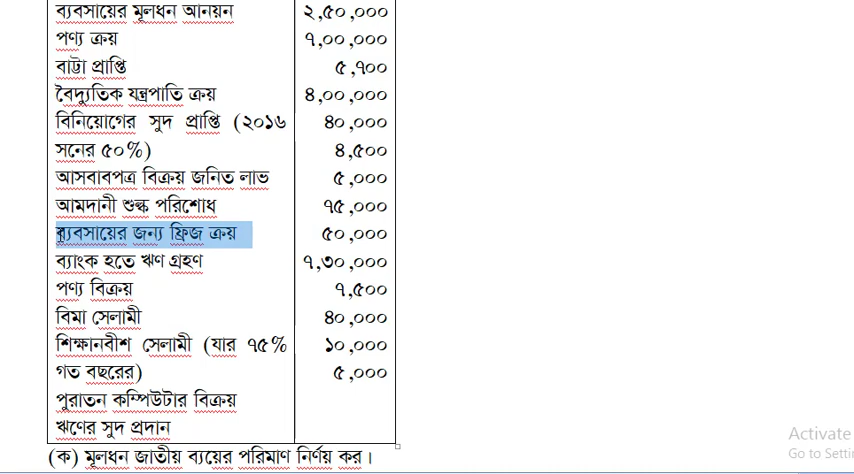 ব্যবসায়ের মূলধন আনয়ন ২,৫০,০০০
পণ্য ক্রয় ৭,০০,০০০
বাট্টা প্রাপ্তি ৫,৭০০
বৈদ্যুতিক যন্ত্রপাতি ক্রয় ৪,০০,০০০
বিনিয়োগের সুদ প্রাপ্তি (২০১৬ ৪০,০০০
সনের ৫০%) ৪,৫০০
আসবাবপত্র বিক্রয় জনিত লাভ ৫,০০০
আমদানী শুল্ক পরিশোধ ৭৫,০০০
ব্যবসায়ের জন্য ফ্রিজ ক্রয় ৫০,০০০
ব্যাংক হতে ঋণ গ্রহণ ৭,৩০,০০০
পণ্য বিক্রয় ৭,৫০০
বিমা সেলামী ৪০,০০০
শিক্ষানবীশ সেলামী (যার ৭৫% ১০,০০০
গত বছরের) ৫,০০০
পুরাতন কম্পিউটার বিক্রয়
ঋণের সুদ প্রদান
(ক) মূলধন জাতীয় ব্যয়ের পরিমাণ নির্ণয় কর।
Activate
Go to Setti